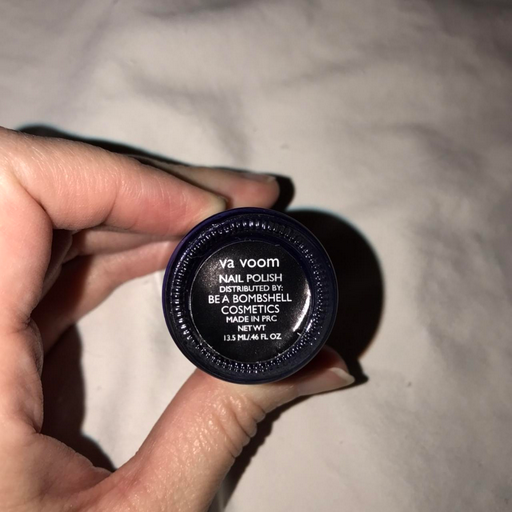 va voom
NAIL POLISH
DISTRIBUTED BY:
BE A BOMBSHELL
COSMETICS
MADE IN PRC
NET WT
13.5 ML/.46 FL OZ